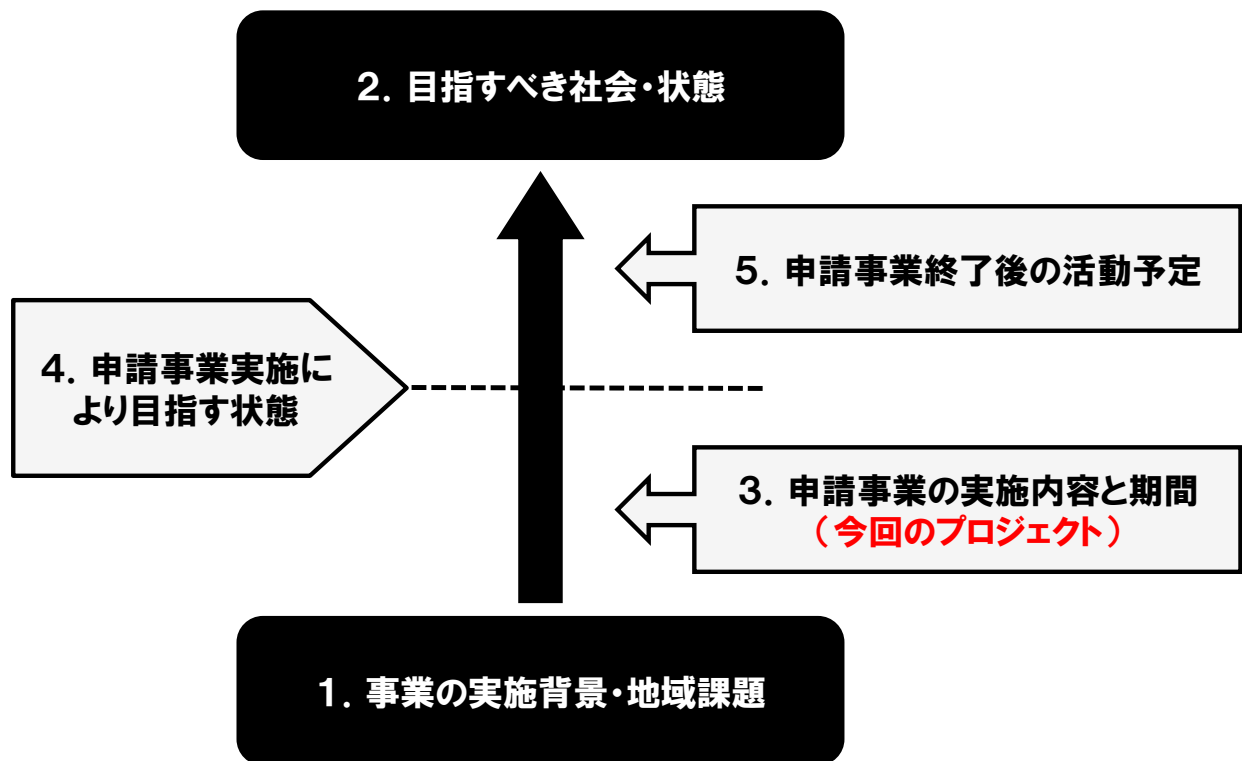 2. 目指すべき社会・状態
5. 申請事業終了後の活動予定
4. 申請事業実施に
より目指す状態
3. 申請事業の実施内容と期間
（今回のプロジェクト）
1. 事業の実施背景・地域課題